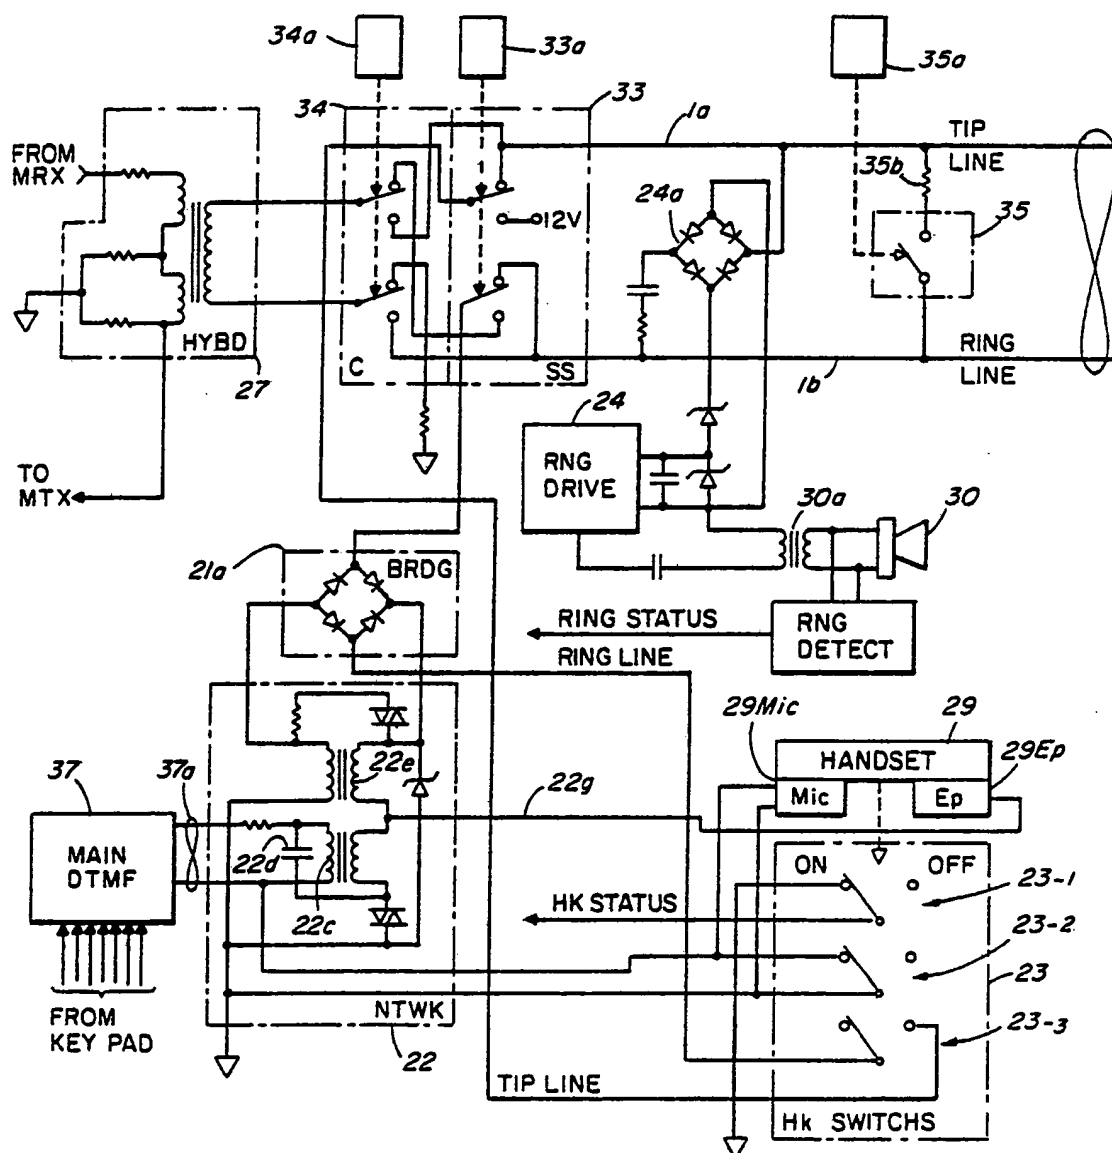 34a
33a
35a
34
33
1a
TIP
LINE
FROM
MRX
35b
24a
12V
35
HYBD
C
SS
RING
LINE
27
1b
24
TO
MTX
RNG
DRIVE
30a
30
21a
BRDG
RING STATUS
RNG
DETECT
RING LINE
29Mic
29
HANDSET
29Ep
22e
Mic
Ep
37
37a
22g
MAIN
DTMF
22d
22c
ON
OFF
23-1
HK STATUS
23-2
23
NTWK
FROM
KEY PAD
22
23-3
TIP LINE
Hk SWITCHS